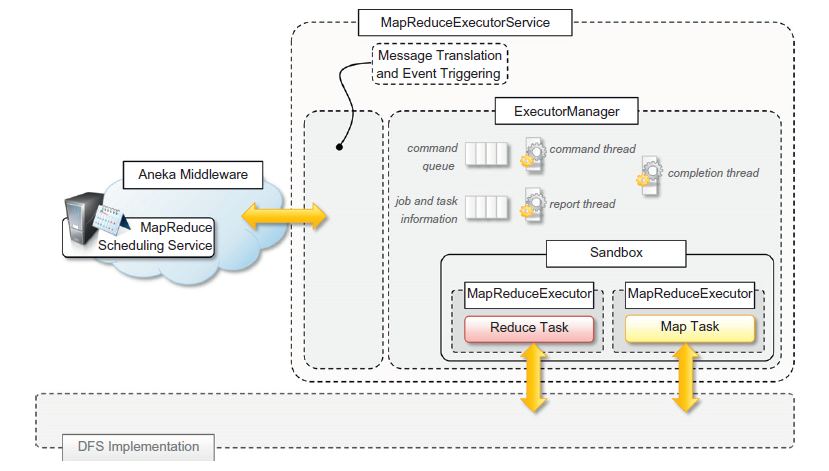 MapReduceExecutorService
Message Translation
and Event Triggering
ExecutorManager
command
queue
command thread
completion thread
job and task
information
report thread
Aneka Middleware
MapReduce
Scheduling Service
Sandbox
MapReduceExecutor
MapReduceExecutor
Reduce Task
Map Task
DFS Implementation